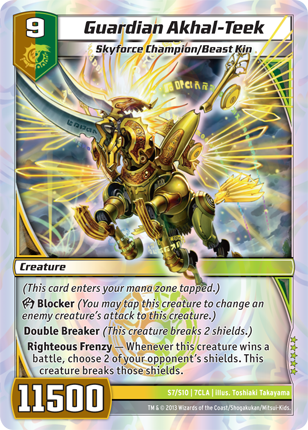 9
Guardian Akhal-Teek
Skyforce Champion/Beast Kin
Creature
(This card enters your mana zone tapped.)
Blocker (You may tap this creature to change an
enemy creature's attack to this creature.)
Double Breaker (This creature breaks 2 shields.)
Righteous Frenzy — Whenever this creature wins a
battle, choose 2 of your opponent's shields. This
creature breaks those shields.
11500
S7/S10 | 7CLA | Illus. Toshiaki Takayama
TM & © 2013 Wizards of the Coast/Shogakukan/Mitsui-Kids.